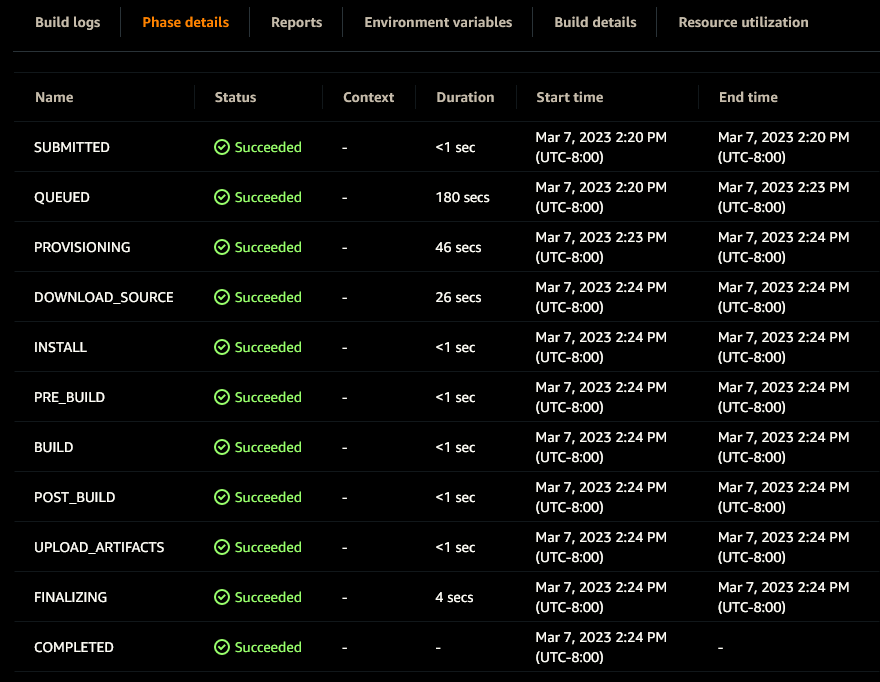 Build logs Phase details Reports Environment variables Build details Resource utilization
Name Status Context Duration Start time End time
SUBMITTED Succeeded - <1 sec Mar 7, 2023 2:20 PM (UTC-8:00) Mar 7, 2023 2:20 PM (UTC-8:00)
QUEUED Succeeded - 180 secs Mar 7, 2023 2:20 PM (UTC-8:00) Mar 7, 2023 2:23 PM (UTC-8:00)
PROVISIONING Succeeded - 46 secs Mar 7, 2023 2:23 PM (UTC-8:00) Mar 7, 2023 2:24 PM (UTC-8:00)
DOWNLOAD_SOURCE Succeeded - 26 secs Mar 7, 2023 2:24 PM (UTC-8:00) Mar 7, 2023 2:24 PM (UTC-8:00)
INSTALL Succeeded - <1 sec Mar 7, 2023 2:24 PM (UTC-8:00) Mar 7, 2023 2:24 PM (UTC-8:00)
PRE_BUILD Succeeded - <1 sec Mar 7, 2023 2:24 PM (UTC-8:00) Mar 7, 2023 2:24 PM (UTC-8:00)
BUILD Succeeded - <1 sec Mar 7, 2023 2:24 PM (UTC-8:00) Mar 7, 2023 2:24 PM (UTC-8:00)
POST_BUILD Succeeded - <1 sec Mar 7, 2023 2:24 PM (UTC-8:00) Mar 7, 2023 2:24 PM (UTC-8:00)
UPLOAD_ARTIFACTS Succeeded - <1 sec Mar 7, 2023 2:24 PM (UTC-8:00) Mar 7, 2023 2:24 PM (UTC-8:00)
FINALIZING Succeeded - 4 secs Mar 7, 2023 2:24 PM (UTC-8:00) Mar 7, 2023 2:24 PM (UTC-8:00)
COMPLETED Succeeded - - Mar 7, 2023 2:24 PM (UTC-8:00) -